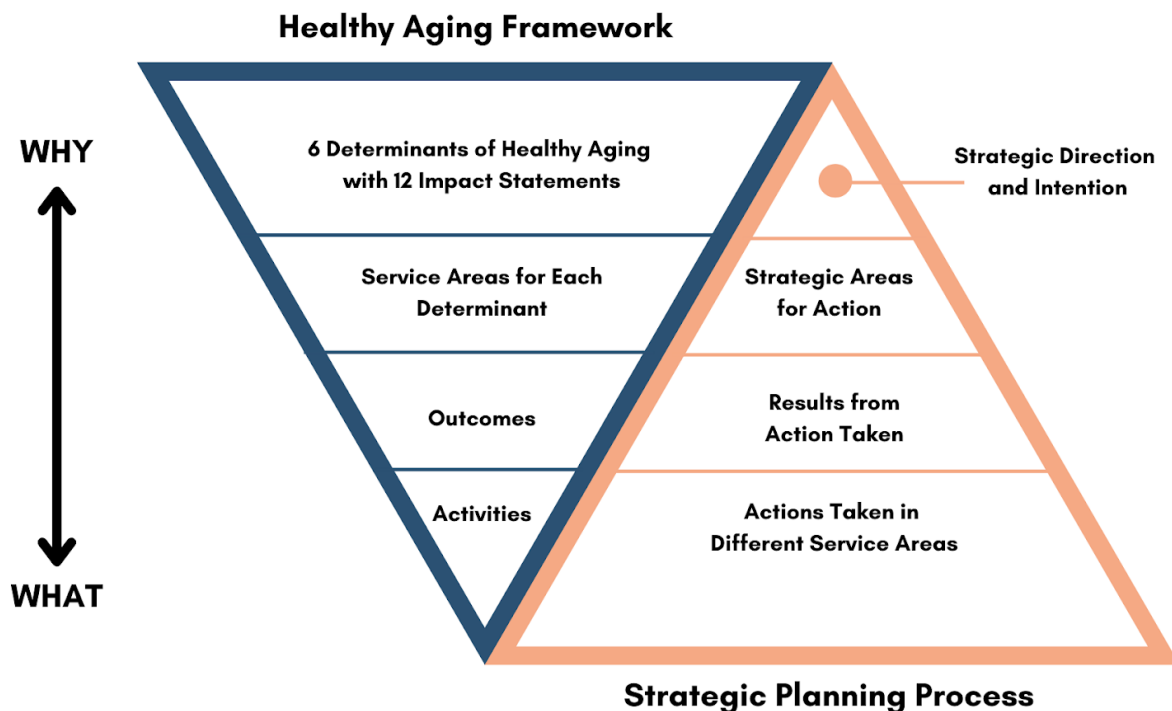 Healthy Aging Framework
WHY
6 Determinants of Healthy Aging
with 12 Impact Statements
Strategic Direction
and Intention
Service Areas for Each
Determinant
Strategic Areas
for Action
Outcomes
Results from
Action Taken
Activities
Actions Taken in
Different Service Areas
WHAT
Strategic Planning Process